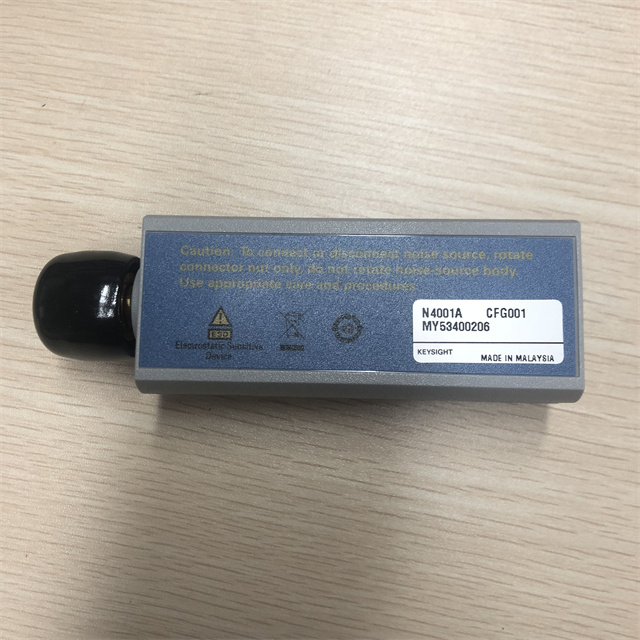 Caution: To connect or disconnect noise source, rotate
connector nut only, do not rotate noise source body.
Use appropriate care and procedures.
ESD
Electrostatic Sensitive
Device
N4001A CFG001
MY53400206
KEYSIGHT MADE IN MALAYSIA